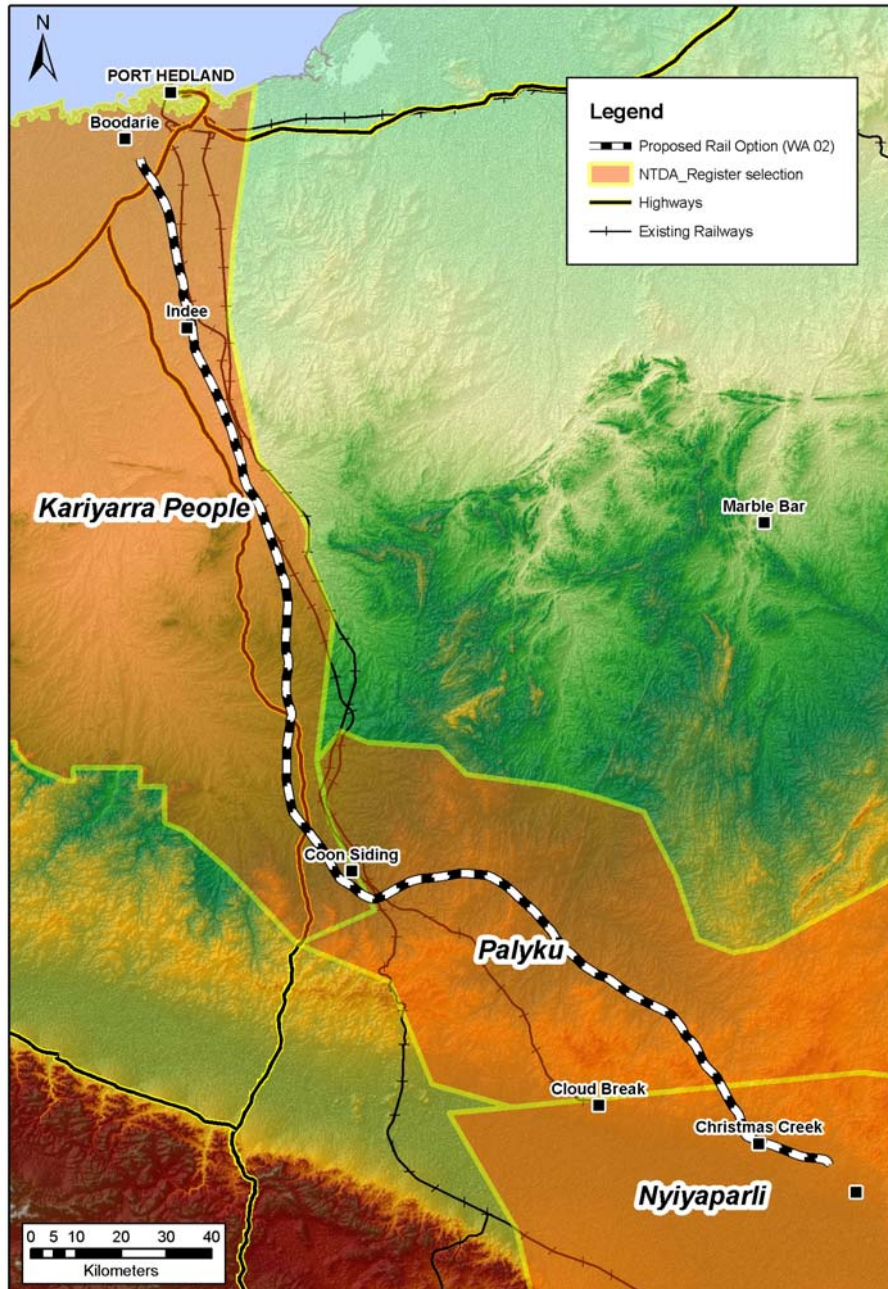 N
PORT HEDLAND
Boodarie
Legend
Proposed Rail Option (WA 02)
NTDA_Register selection
Highways
Existing Railways
Indee
Kariyarra People
Marble Bar
Coon Siding
Palyku
Cloud Break
Christmas Creek
Nyiyaparli
0 5 10 20 30 40
Kilometers